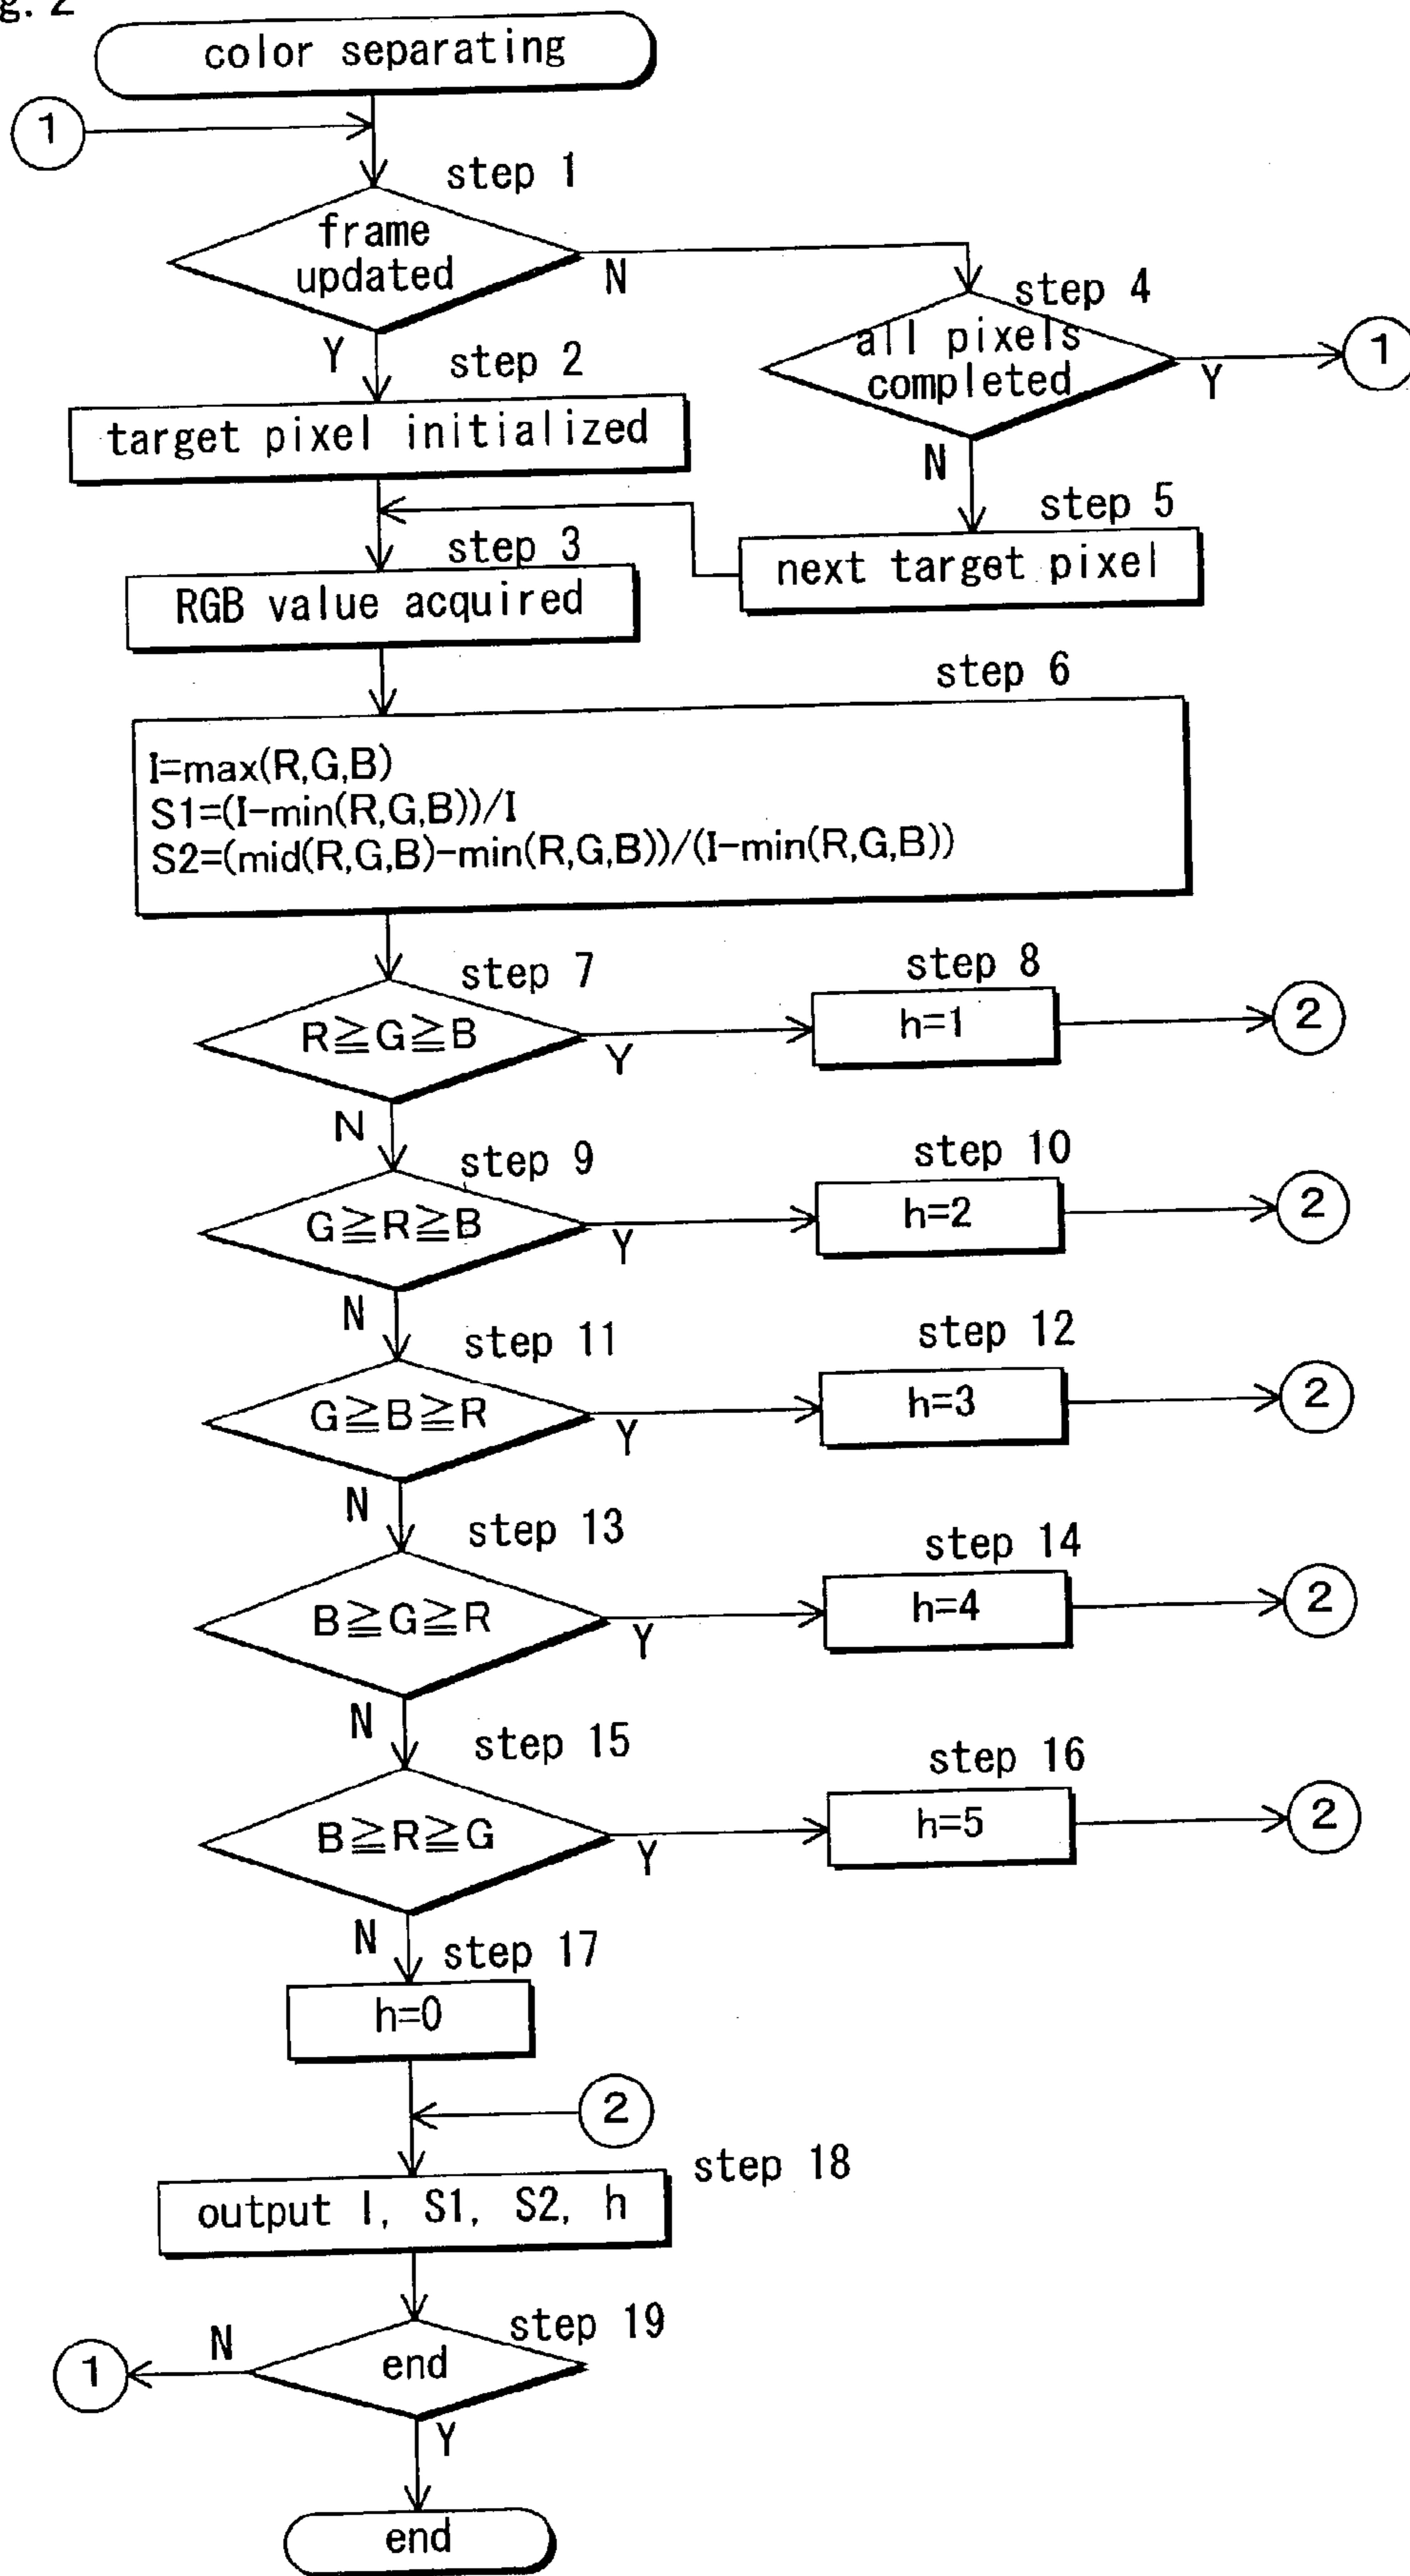 g. 2
color separating
1
step 1
frame
updated
N
Y
step 4
all pixels
completed
Y
1
N
step 2
target pixel initialized
step 5
next target pixel
step 3
RGB value acquired
step 6
I=max(R,G,B)
S1=(I-min(R,G,B))/I
S2=(mid(R,G,B)-min(R,G,B))/(I-min(R,G,B))
step 7
R≧G≧B
Y
N
step 8
h=1
2
step 9
G≧R≧B
Y
N
step 10
h=2
2
step 11
G≧B≧R
Y
N
step 12
h=3
2
step 13
B≧G≧R
Y
N
step 14
h=4
2
step 15
B≧R≧G
Y
N
step 16
h=5
2
step 17
h=0
2
step 18
output I, S1, S2, h
step 19
end
N
1
Y
end